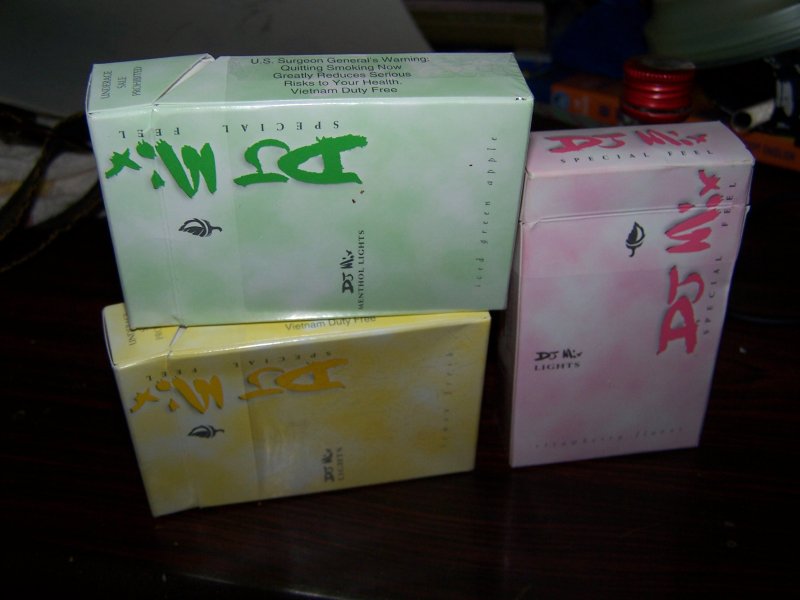 UNDERAGE
SALE
PROHIBITED
U.S. Surgeon General's Warning:
Quitting Smoking Now
Greatly Reduces Serious
Risks to Your Health.
Vietnam Duty Free
SPECIAL FEEL
DJ Mix
DJ Mix
MENTHOL LIGHTS
iced green apple
UNDERAGE
Vietnam Duty Free
SPECIAL FEEL
DJ Mix
DJ Mix
LIGHTS
DJ Mix
SPECIAL FEEL
DJ Mix
SPECIAL FEEL
DJ Mix
LIGHTS
strawberry